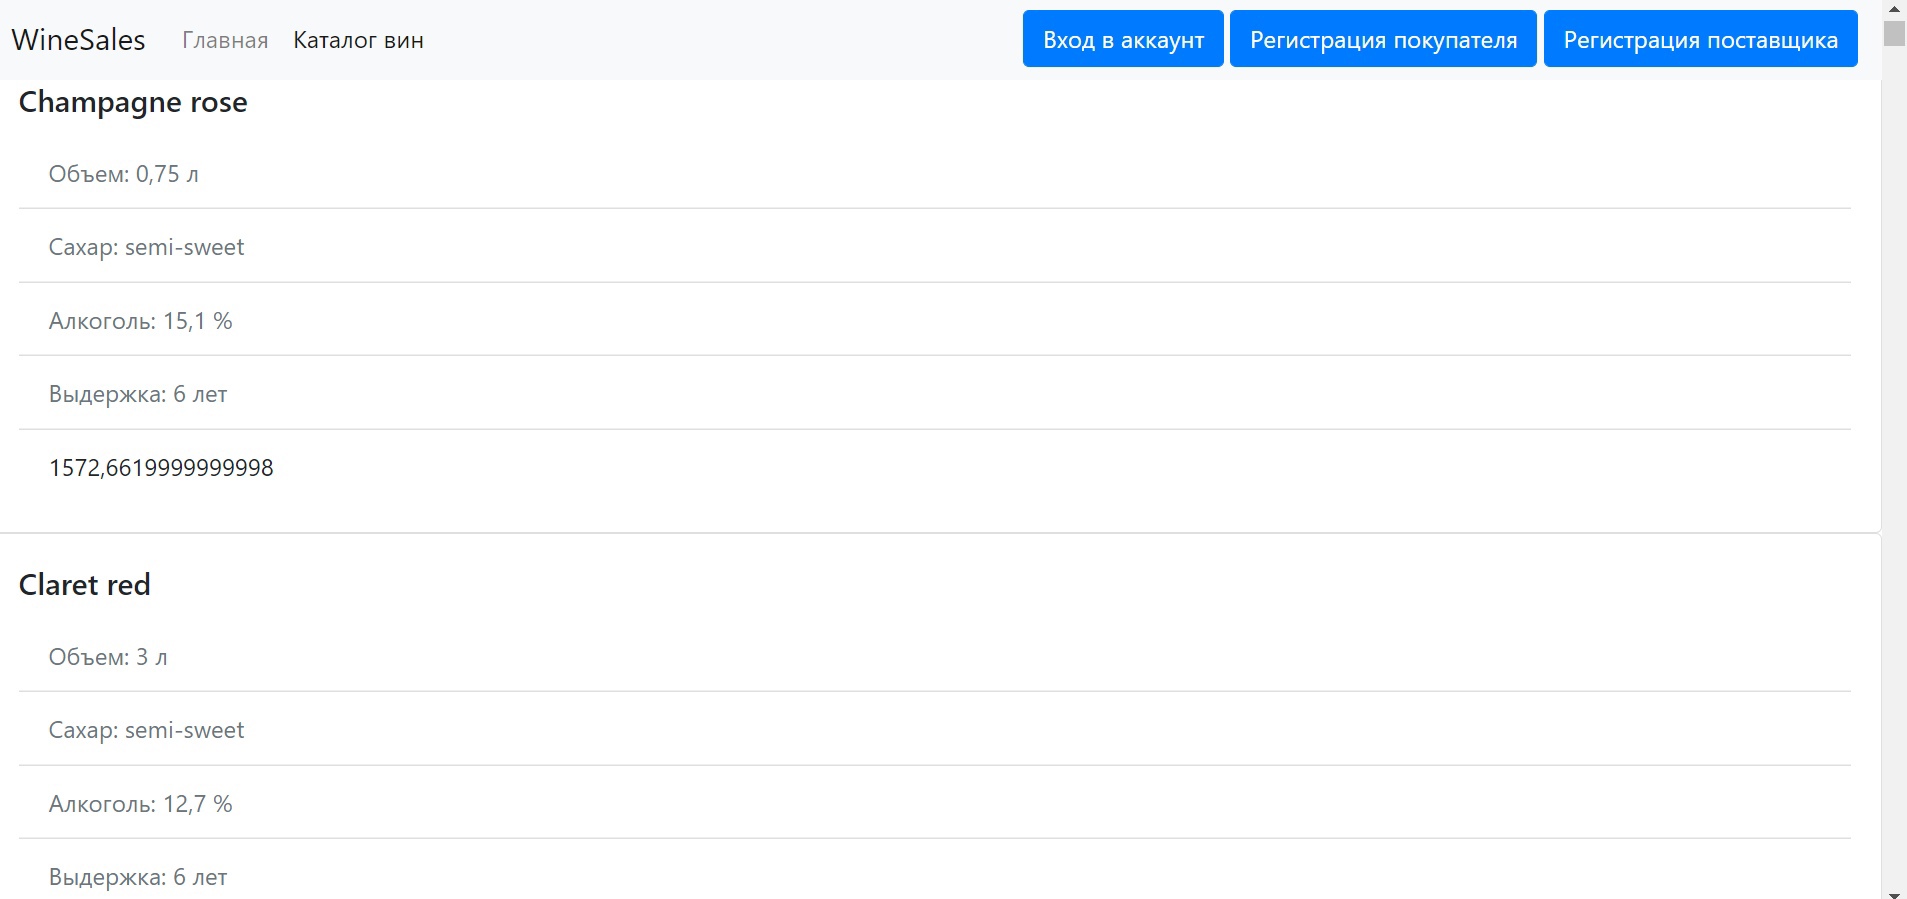 WineSales Главная Каталог вин Вход в аккаунт Регистрация покупателя Регистрация поставщика
Champagne rose
Объем: 0,75 л
Сахар: semi-sweet
Алкоголь: 15,1 %
Выдержка: 6 лет
1572,6619999999998
Claret red
Объем: 3 л
Сахар: semi-sweet
Алкоголь: 12,7 %
Выдержка: 6 лет